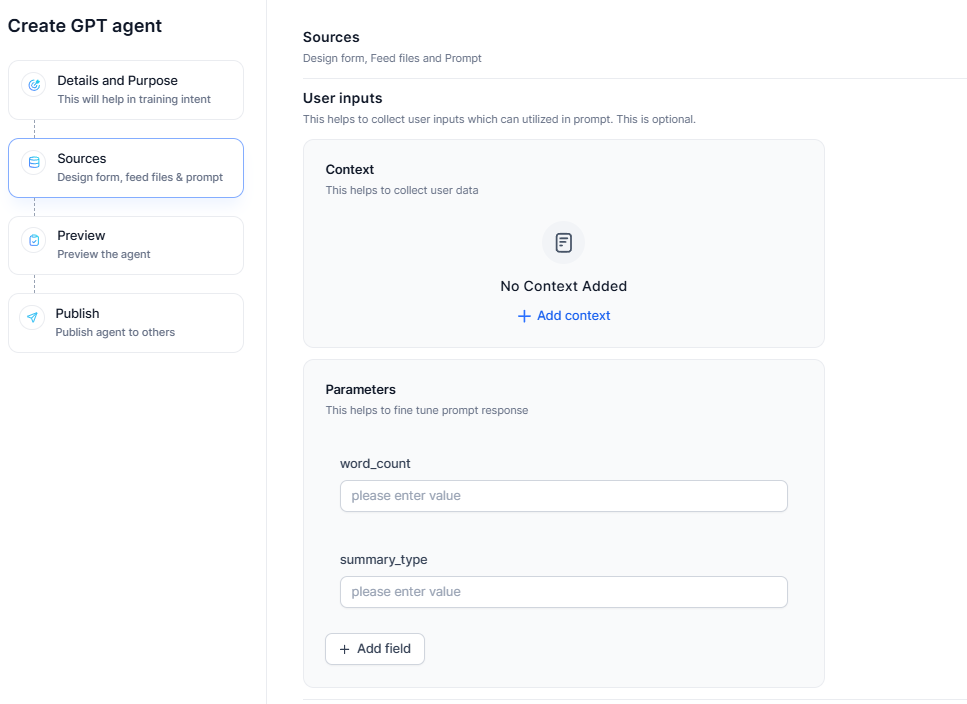 Create GPT agent
Details and Purpose
This will help in training intent
Sources
Design form, feed files & prompt
Preview
Preview the agent
Publish
Publish agent to others
Sources
Design form, Feed files and Prompt
User inputs
This helps to collect user inputs which can utilized in prompt. This is optional.
Context
This helps to collect user data
No Context Added
+ Add context
Parameters
This helps to fine tune prompt response
word_count
please enter value
summary_type
please enter value
+ Add field